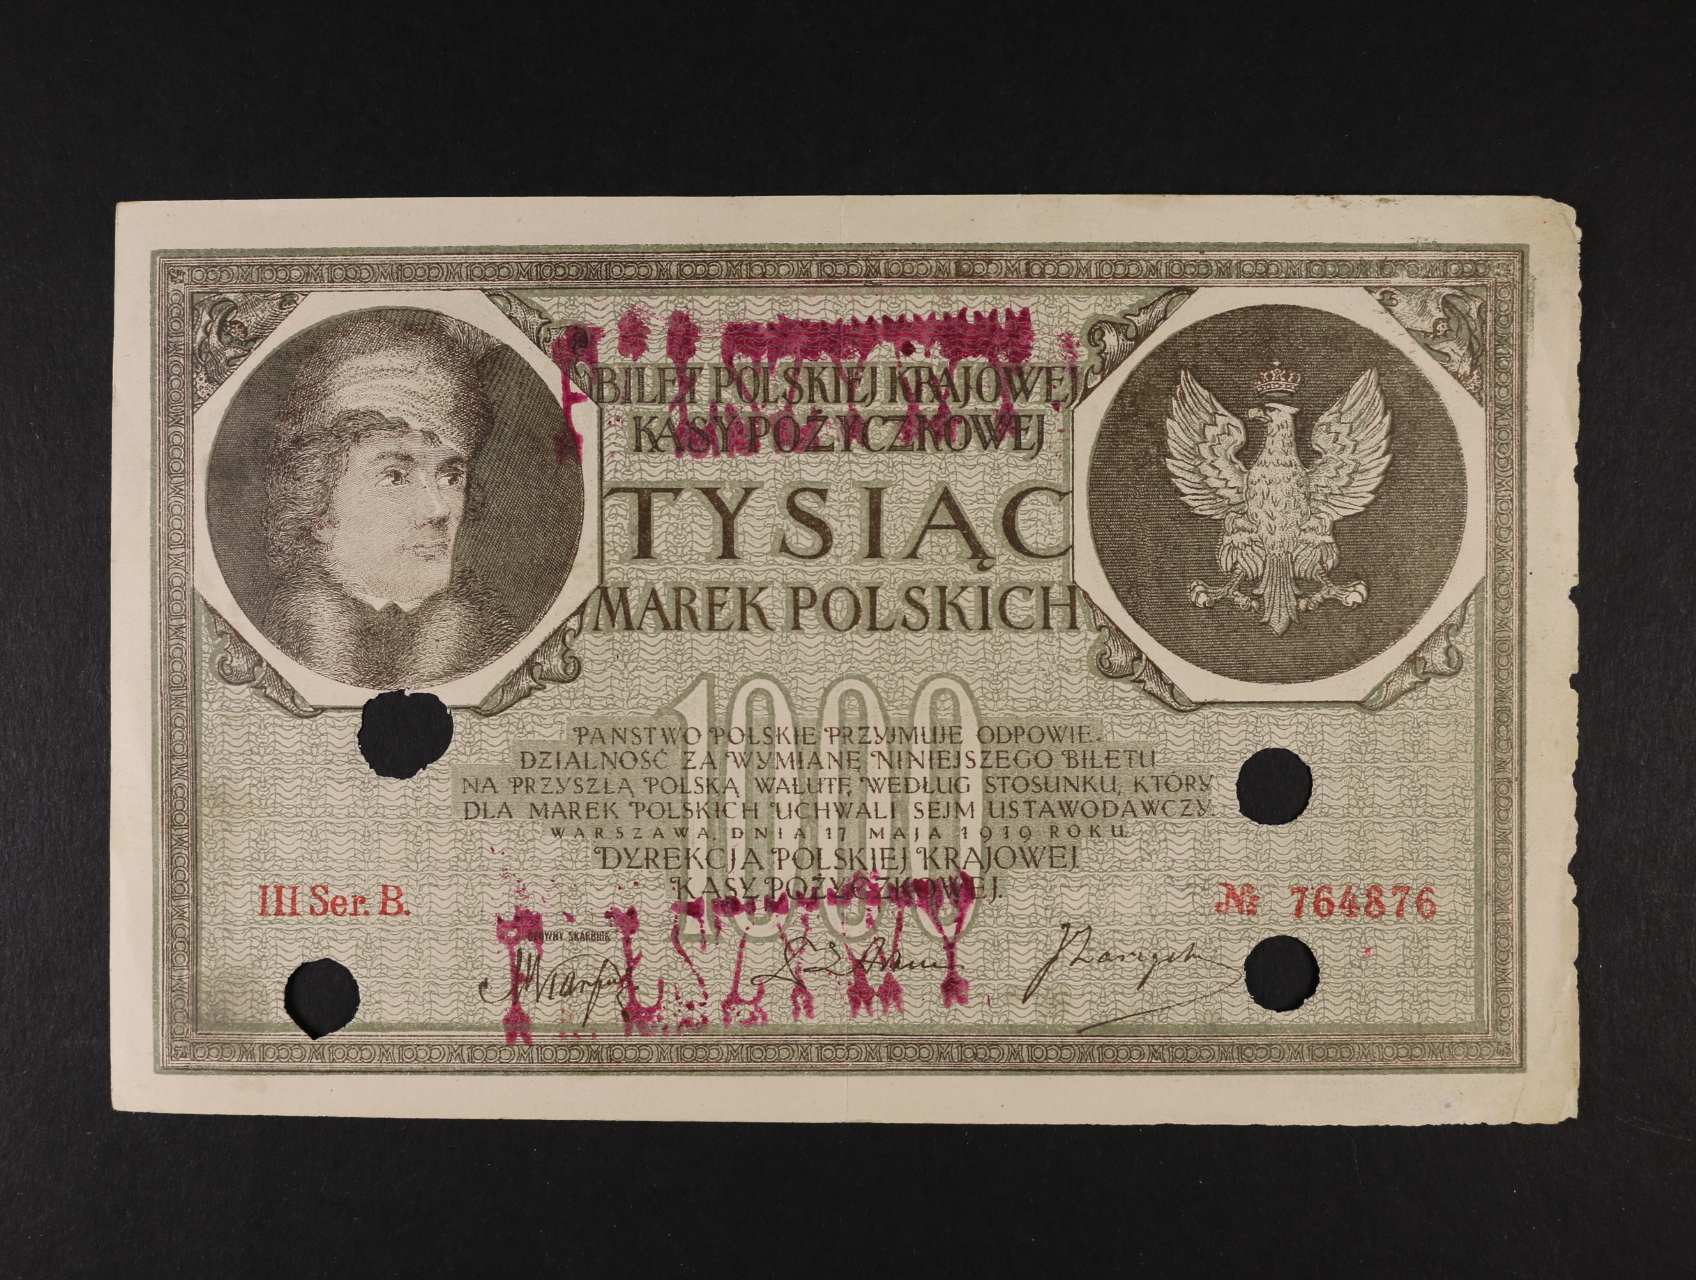 BILET POLSKIEJ KRAJOWEJ
KASY POŻYCZKOWEJ
TYSIĄC
MAREK POLSKICH
1000
PAŃSTWO POLSKIE PRZYJMUJE ODPOWIE-
DZIALNOŚĆ ZA WYMIANĘ NINIEJSZEGO BILETU
NA PRZYSZŁĄ POLSKĄ WALUTĘ, WEDŁUG STOSUNKU, KTÓRY
DLA MAREK POLSKICH UCHWALI SEJM USTAWODAWCZY.
WARSZAWA, DNIA 17 MAJA 1919 ROKU.
DYREKCJA POLSKIEJ KRAJOWEJ
KASY POŻYCZKOWEJ.
III Ser. B.
№ 764876
GŁÓWNY SKARBNIK